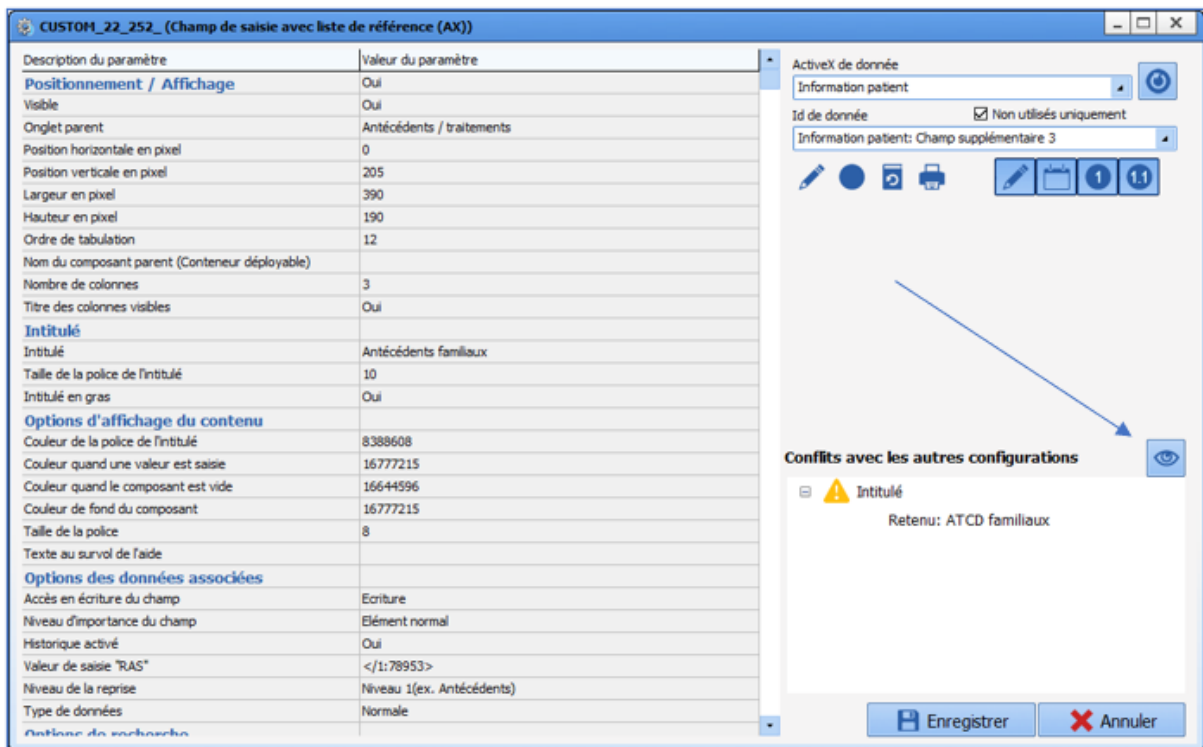 CUSTOM_22_252_ (Champ de saisie avec liste de référence (AX))
Description du paramètre Valeur du paramètre
Positionnement / Affichage Oui
Visible Oui
Onglet parent Antécédents / traitements
Position horizontale en pixel 0
Position verticale en pixel 205
Largeur en pixel 390
Hauteur en pixel 190
Ordre de tabulation 12
Nom du composant parent (Conteneur déployable)
Nombre de colonnes 3
Titre des colonnes visibles Oui
Intitulé
Intitulé Antécédents familiaux
Taille de la police de l'intitulé 10
Intitulé en gras Oui
Options d'affichage du contenu
Couleur de la police de l'intitulé 8388608
Couleur quand une valeur est saisie 16777215
Couleur quand le composant est vide 16644596
Couleur de fond du composant 16777215
Taille de la police 8
Texte au survol de l'aide
Options des données associées
Accès en écriture du champ Ecriture
Niveau d'importance du champ Elément normal
Historique activé Oui
Valeur de saisie "RAS" </1:78953>
Niveau de la reprise Niveau 1(ex. Antécédents)
Type de données Normale
Options de recherche
ActiveX de donnée
Information patient
Id de donnée Non utilisés uniquement
Information patient: Champ supplémentaire 3
1 1.1
Conflits avec les autres configurations
Intitulé
Retenu: ATCD familiaux
Enregistrer Annuler